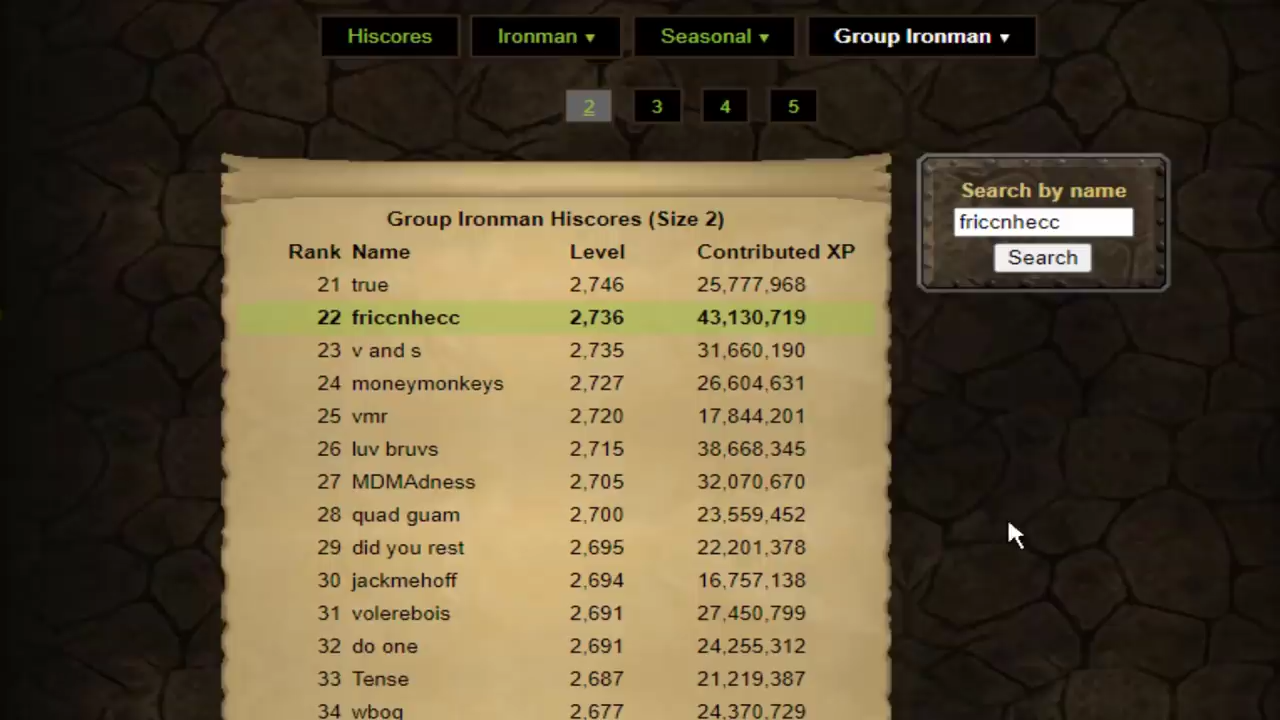 Hiscores Ironman ▾ Seasonal ▾ Group Ironman ▾
2 3 4 5
Search by name
friccnhecc
Search
Group Ironman Hiscores (Size 2)
Rank Name Level Contributed XP
21 true 2,746 25,777,968
22 friccnhecc 2,736 43,130,719
23 v and s 2,735 31,660,190
24 moneymonkeys 2,727 26,604,631
25 vmr 2,720 17,844,201
26 luv bruvs 2,715 38,668,345
27 MDMAdness 2,705 32,070,670
28 quad guam 2,700 23,559,452
29 did you rest 2,695 22,201,378
30 jackmehoff 2,694 16,757,138
31 volerebois 2,691 27,450,799
32 do one 2,691 24,255,312
33 Tense 2,687 21,219,387
34 2,677 24,370,729